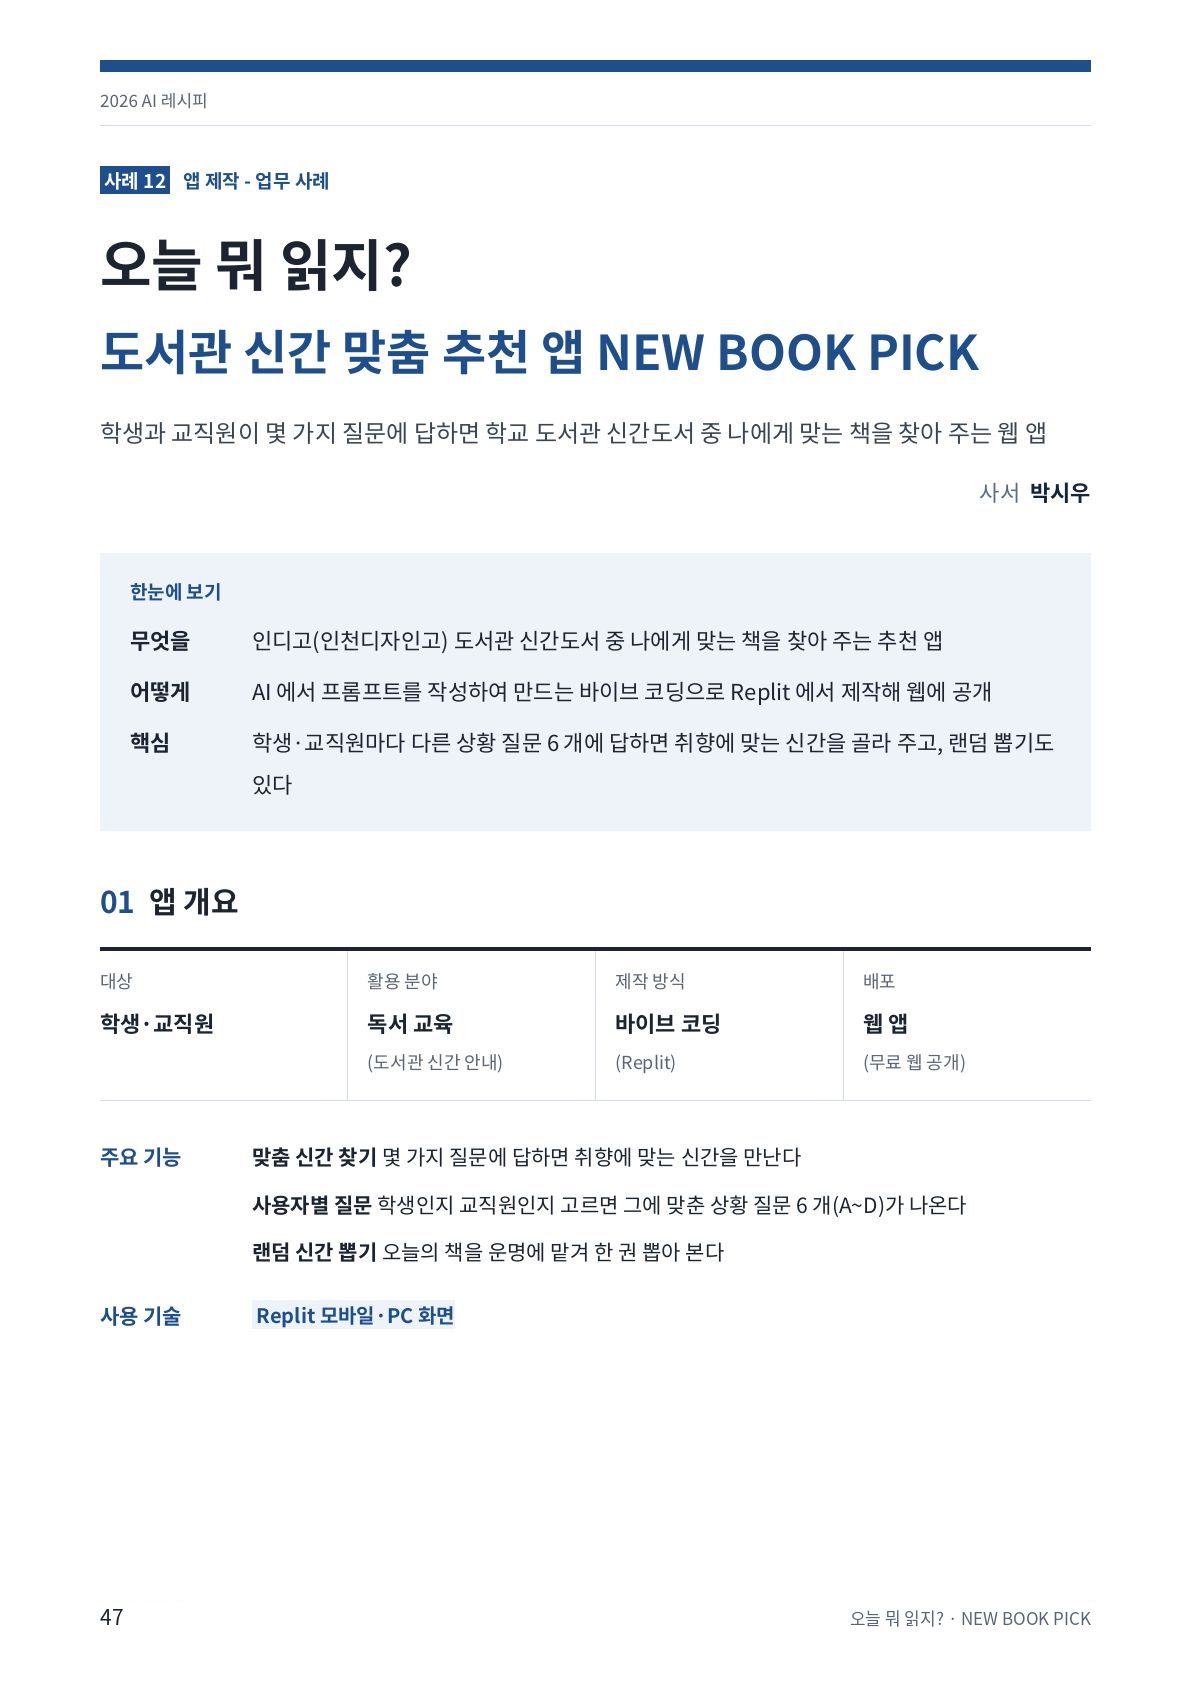 2026 AI 레시피
사례 12 앱 제작 - 업무 사례
오늘 뭐 읽지?
도서관 신간 맞춤 추천 앱 NEW BOOK PICK
학생과 교직원이 몇 가지 질문에 답하면 학교 도서관 신간도서 중 나에게 맞는 책을 찾아 주는 웹 앱
사서 박시우
한눈에 보기
무엇을 인디고(인천디자인고) 도서관 신간도서 중 나에게 맞는 책을 찾아 주는 추천 앱
어떻게 AI 에서 프롬프트를 작성하여 만드는 바이브 코딩으로 Replit 에서 제작해 웹에 공개
핵심 학생·교직원마다 다른 상황 질문 6 개에 답하면 취향에 맞는 신간을 골라 주고, 랜덤 뽑기도
있다
01 앱 개요
대상 활용 분야 제작 방식 배포
학생·교직원 독서 교육 바이브 코딩 웹 앱
(도서관 신간 안내) (Replit) (무료 웹 공개)
주요 기능 맞춤 신간 찾기 몇 가지 질문에 답하면 취향에 맞는 신간을 만난다
사용자별 질문 학생인지 교직원인지 고르면 그에 맞춘 상황 질문 6 개(A~D)가 나온다
랜덤 신간 뽑기 오늘의 책을 운명에 맡겨 한 권 뽑아 본다
사용 기술 Replit 모바일·PC 화면
47 오늘 뭐 읽지? · NEW BOOK PICK